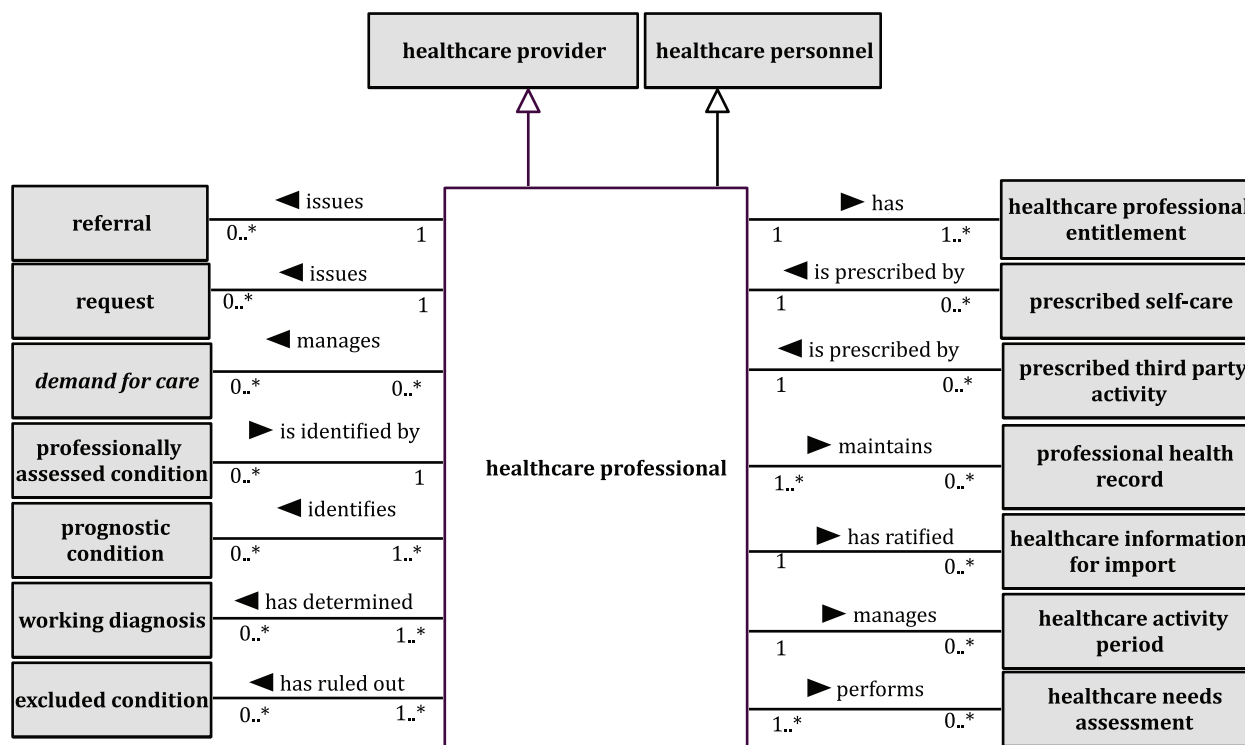 healthcare provider
healthcare personnel
referral
issues
0..*
1
request
issues
0..*
1
demand for care
manages
0..*
0..*
professionally
assessed condition
is identified by
0..*
1
prognostic
condition
identifies
0..*
1..*
working diagnosis
has determined
0..*
1..*
excluded condition
has ruled out
0..*
1..*
healthcare professional
has
1
1..*
healthcare professional
entitlement
is prescribed by
1
0..*
prescribed self-care
is prescribed by
1
0..*
prescribed third party
activity
maintains
1..*
0..*
professional health
record
has ratified
1
0..*
healthcare information
for import
manages
1
0..*
healthcare activity
period
performs
1..*
0..*
healthcare needs
assessment